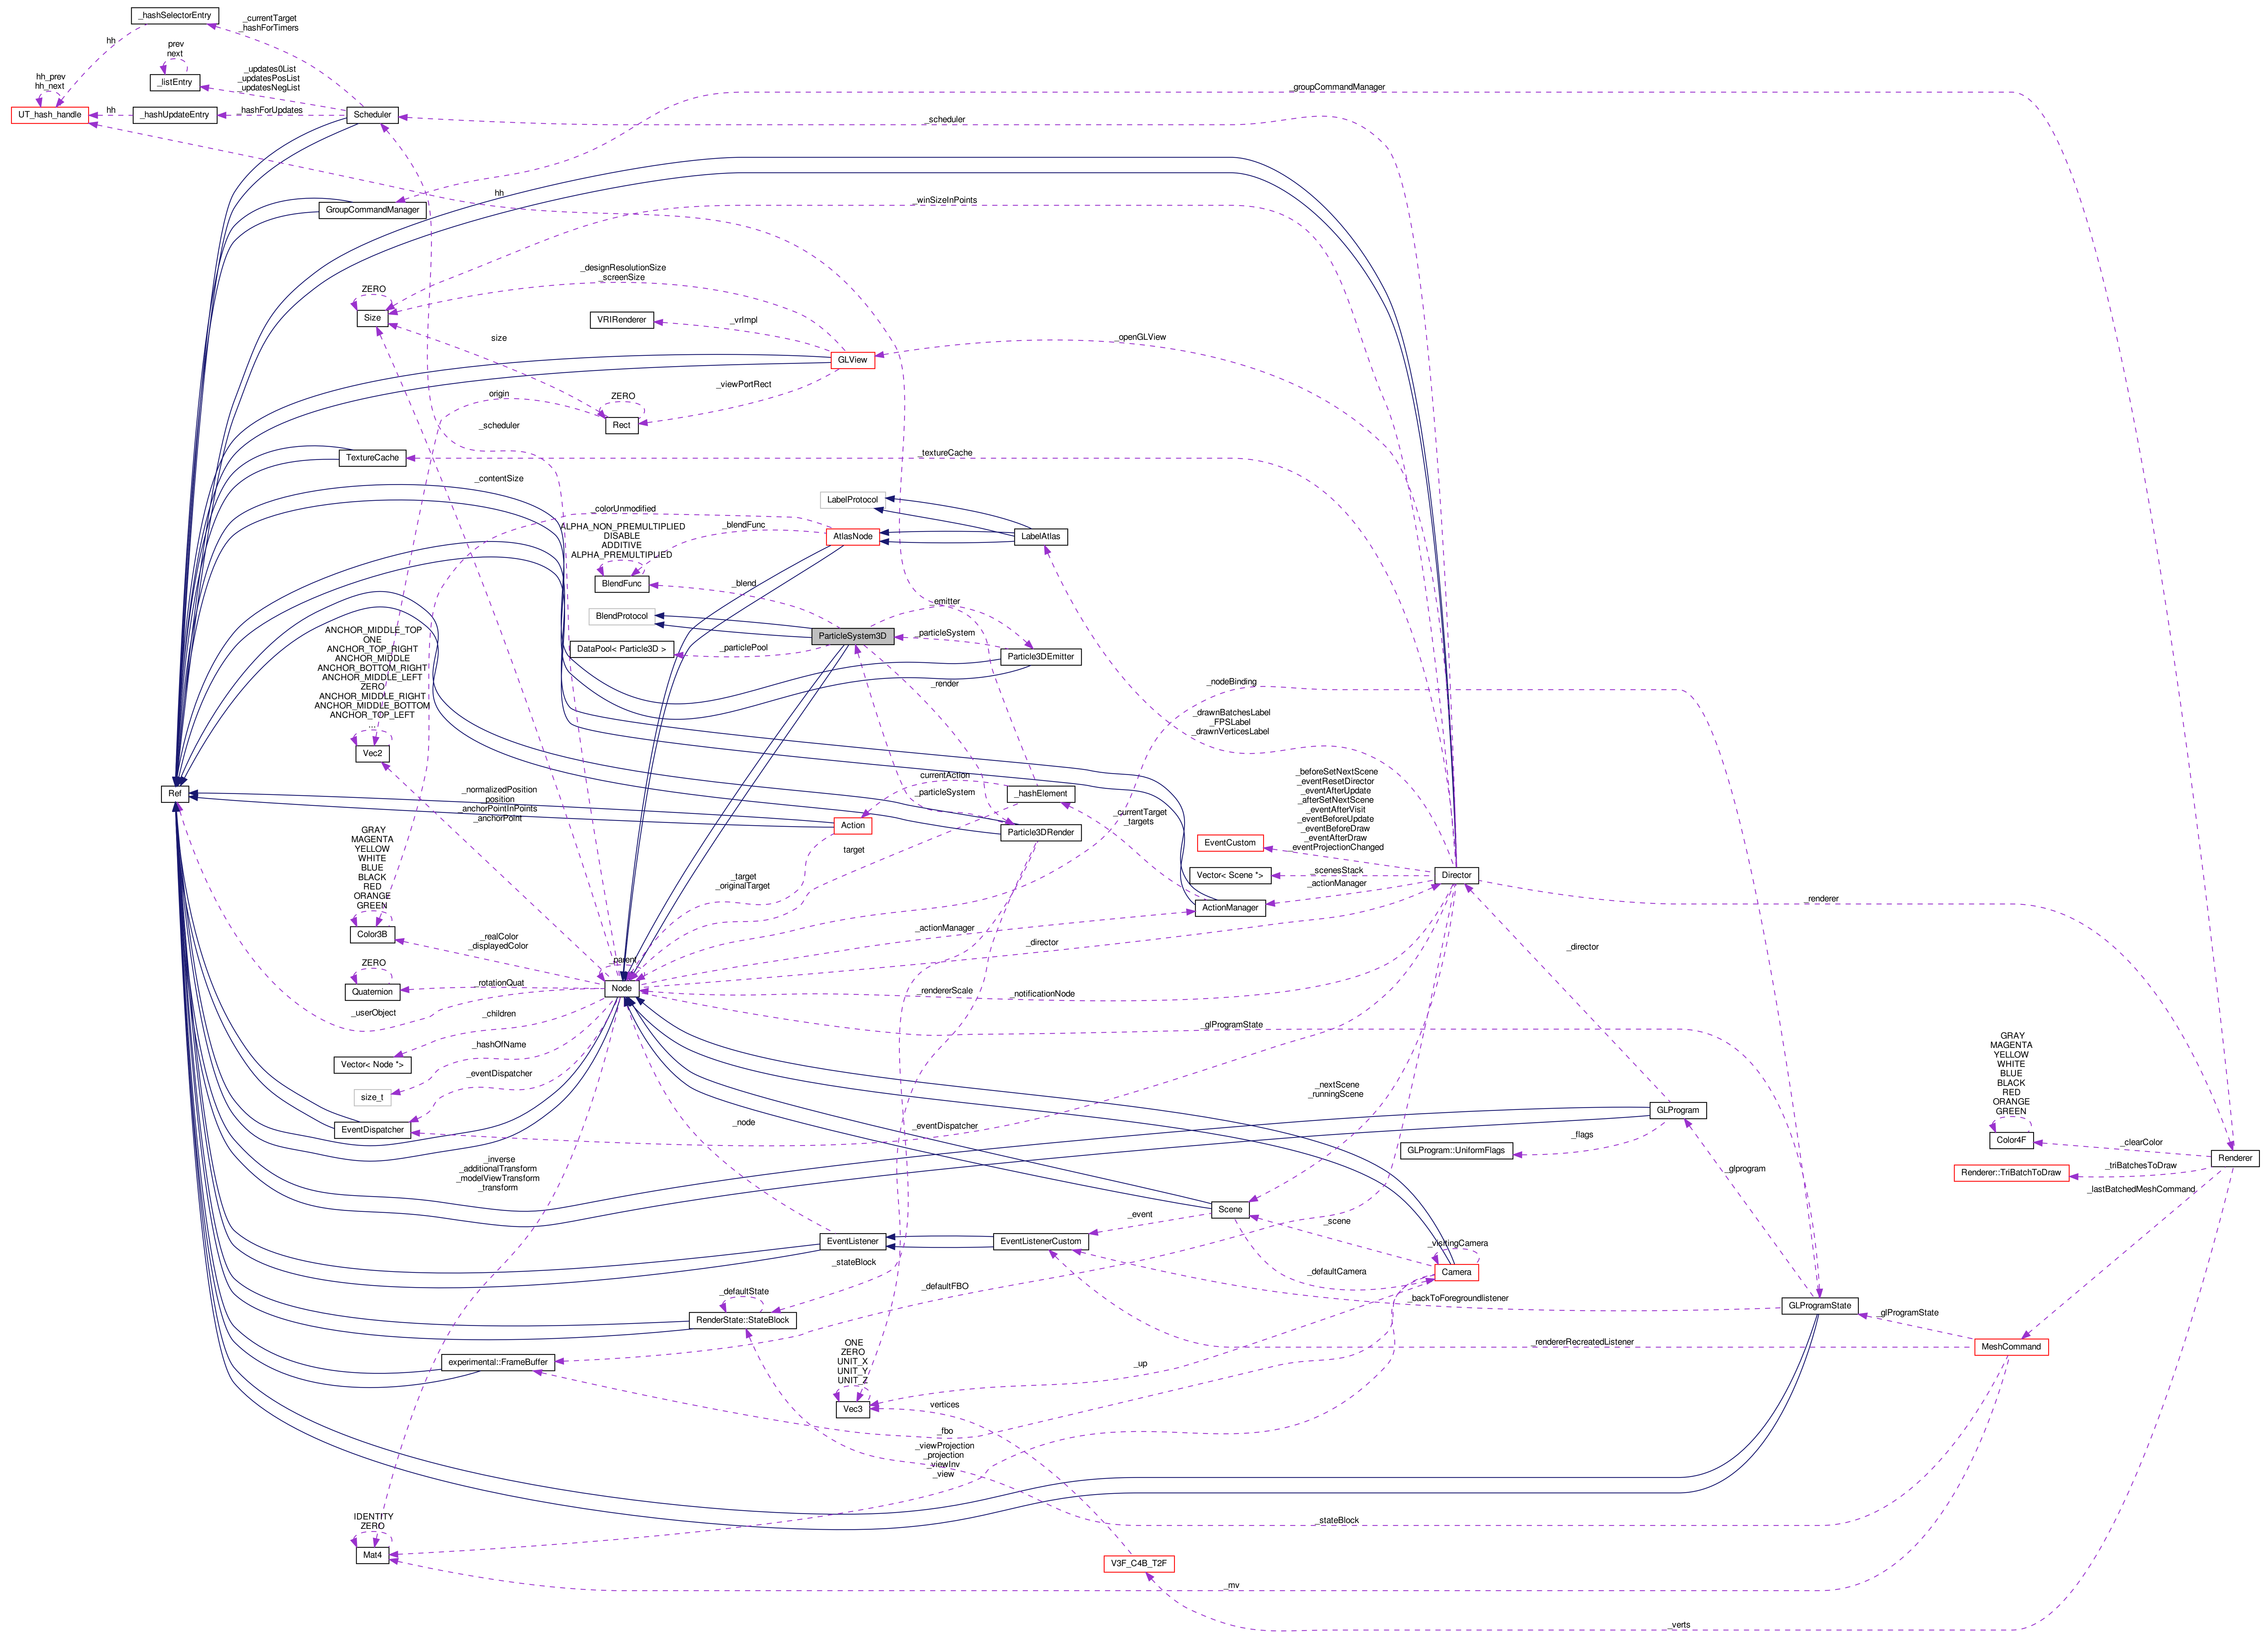 _hashSelectorEntry
_currentTarget
_hashForTimers
hh
prev
next
_listEntry
_updates0List
_updatesPosList
_updatesNegList
hh_prev
hh_next
UT_hash_handle
hh
_hashUpdateEntry
_hashForUpdates
Scheduler
_groupCommandManager
_scheduler
hh
_winSizeInPoints
GroupCommandManager
_designResolutionSize
_screenSize
ZERO
Size
VRIRenderer
_vrImpl
size
GLView
_openGLView
_viewPortRect
origin
ZERO
Rect
_scheduler
TextureCache
_textureCache
_contentSize
LabelProtocol
_colorUnmodified
ALPHA_NON_PREMULTIPLIED
DISABLE
ADDITIVE
ALPHA_PREMULTIPLIED
_blendFunc
AtlasNode
LabelAtlas
BlendFunc
_blend
BlendProtocol
_emitter
ParticleSystem3D
_particleSystem
DataPool< Particle3D >
_particlePool
Particle3DEmitter
ANCHOR_MIDDLE_TOP
ONE
ANCHOR_TOP_RIGHT
ANCHOR_MIDDLE
ANCHOR_BOTTOM_RIGHT
ANCHOR_MIDDLE_LEFT
ZERO
ANCHOR_MIDDLE_RIGHT
ANCHOR_MIDDLE_BOTTOM
ANCHOR_TOP_LEFT
...
Vec2
_render
_nodeBinding
_drawnBatchesLabel
_FPSLabel
_drawnVerticesLabel
Ref
_normalizedPosition
_position
_anchorPointInPoints
_anchorPoint
currentAction
_particleSystem
_hashElement
Action
Particle3DRender
_currentTarget
_targets
_beforeSetNextScene
_eventResetDirector
_eventAfterUpdate
_afterSetNextScene
_eventAfterVisit
_eventBeforeUpdate
_eventBeforeDraw
_eventAfterDraw
_eventProjectionChanged
EventCustom
GRAY
MAGENTA
YELLOW
WHITE
BLUE
BLACK
RED
ORANGE
GREEN
Color3B
target
_target
_originalTarget
Vector< Scene *>
_scenesStack
_actionManager
Director
ActionManager
_renderer
_realColor
_displayedColor
_actionManager
_director
_director
_parent
Node
ZERO
Quaternion
_rotationQuat
_userObject
_rendererScale
_notificationNode
_children
_glProgramState
_hashOfName
Vector< Node *>
_eventDispatcher
size_t
EventDispatcher
_node
_eventDispatcher
_nextScene
_runningScene
GLProgram
_flags
GLProgram::UniformFlags
_glprogram
GRAY
MAGENTA
YELLOW
WHITE
BLUE
BLACK
RED
ORANGE
GREEN
Color4F
_clearColor
Renderer
Renderer::TriBatchToDraw
_triBatchesToDraw
_lastBatchedMeshCommand
_inverse
_additionalTransform
_modelViewTransform
_transform
Scene
_event
_scene
EventListener
EventListenerCustom
_visitingCamera
Camera
_defaultCamera
_stateBlock
_defaultFBO
_backToForegroundlistener
_defaultState
RenderState::StateBlock
GLProgramState
_glProgramState
MeshCommand
_rendererRecreatedListener
experimental::FrameBuffer
ONE
ZERO
UNIT_X
UNIT_Y
UNIT_Z
Vec3
_up
vertices
_fbo
_viewProjection
_projection
_viewInv
_view
_stateBlock
IDENTITY
ZERO
Mat4
V3F_C4B_T2F
_mv
_verts